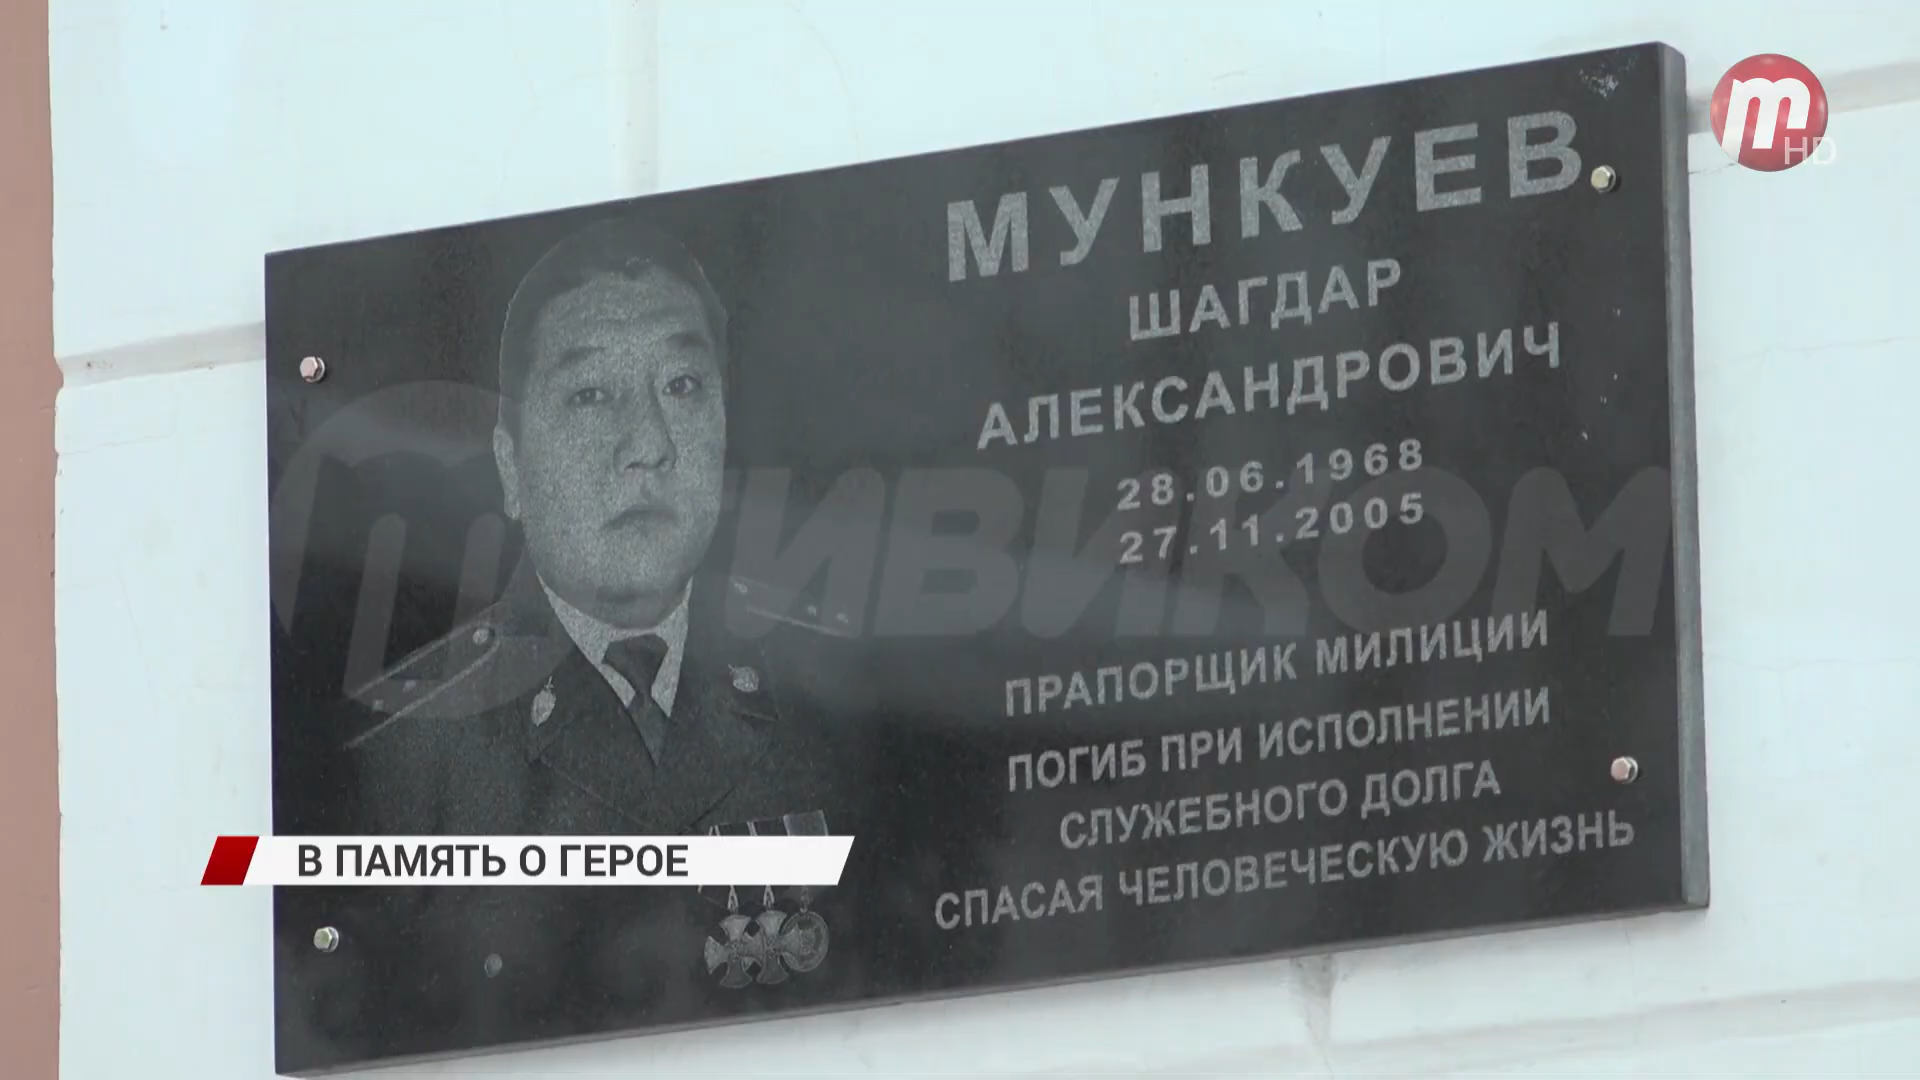 m HD
МУНКУЕВ
ШАГДАР
АЛЕКСАНДРОВИЧ
28.06.1968
27.11.2005
ТИВИКОМ
ПРАПОРЩИК МИЛИЦИИ
ПОГИБ ПРИ ИСПОЛНЕНИИ
СЛУЖЕБНОГО ДОЛГА
СПАСАЯ ЧЕЛОВЕЧЕСКУЮ ЖИЗНЬ
В ПАМЯТЬ О ГЕРОЕ